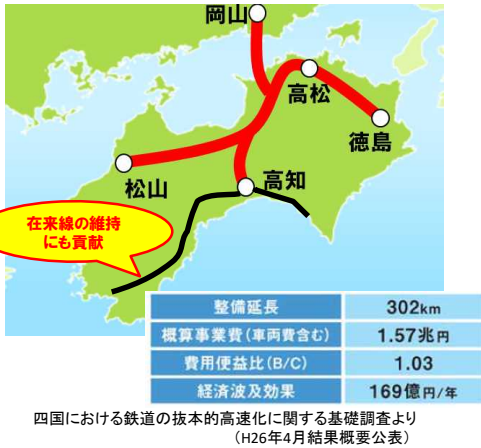 岡山
高松
徳島
松山
高知
在来線の維持
にも貢献
整備延長 302km
概算事業費(車両費含む) 1.57兆円
費用便益比(B/C) 1.03
経済波及効果 169億円/年
四国における鉄道の抜本的高速化に関する基礎調査より
(H26年4月結果概要公表)